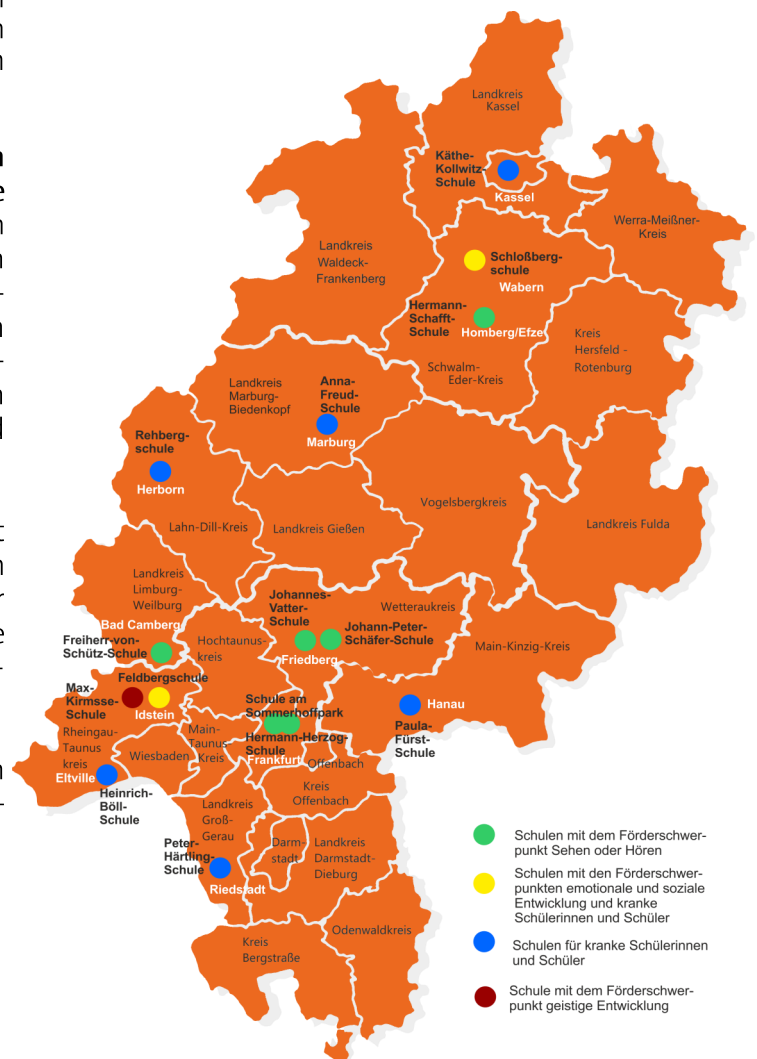 Landkreis
Kassel
Käthe-
Kollwitz-
Schule
Kassel
Werra-Meißner-
Kreis
Landkreis
Waldeck-
Frankenberg
Schloßberg-
schule
Wabern
Hermann-
Schafft-
Schule
Homberg/Efze
Kreis
Hersfeld -
Rotenburg
Schwalm-
Eder-Kreis
Landkreis
Marburg-
Biedenkopf
Anna-
Freud-
Schule
Marburg
Rehberg-
schule
Herborn
Lahn-Dill-Kreis
Landkreis Gießen
Vogelsbergkreis
Landkreis Fulda
Landkreis
Limburg-
Weilburg
Bad Camberg
Freiherr-von-
Schütz-Schule
Hochtaunus-
kreis
Johannes-
Vatter-
Schule
Wetteraukreis
Johann-Peter-
Schäfer-Schule
Friedberg
Main-Kinzig-Kreis
Feldbergschule
Max-
Kirmsse-
Schule
Idstein
Rheingau-
Taunus
kreis
Eltville
Heinrich-
Böll-
Schule
Wiesbaden
Main-
Taunus-
Kreis
Schule am
Sommerhoffpark
Hermann-Herzog-
Schule
Frankfurt
Offenbach
Hanau
Paula-
Fürst-
Schule
Kreis
Offenbach
Landkreis
Groß-
Gerau
Peter-
Härtling-
Schule
Riedstadt
Darm-
stadt
Landkreis
Darmstadt-
Dieburg
Odenwaldkreis
Kreis
Bergstraße
Schulen mit dem Förderschwer-
punkt Sehen oder Hören
Schulen mit den Förderschwer-
punkten emotionale und soziale
Entwicklung und kranke
Schülerinnen und Schüler
Schulen für kranke Schülerinnen
und Schüler
Schule mit dem Förderschwer-
punkt geistige Entwicklung